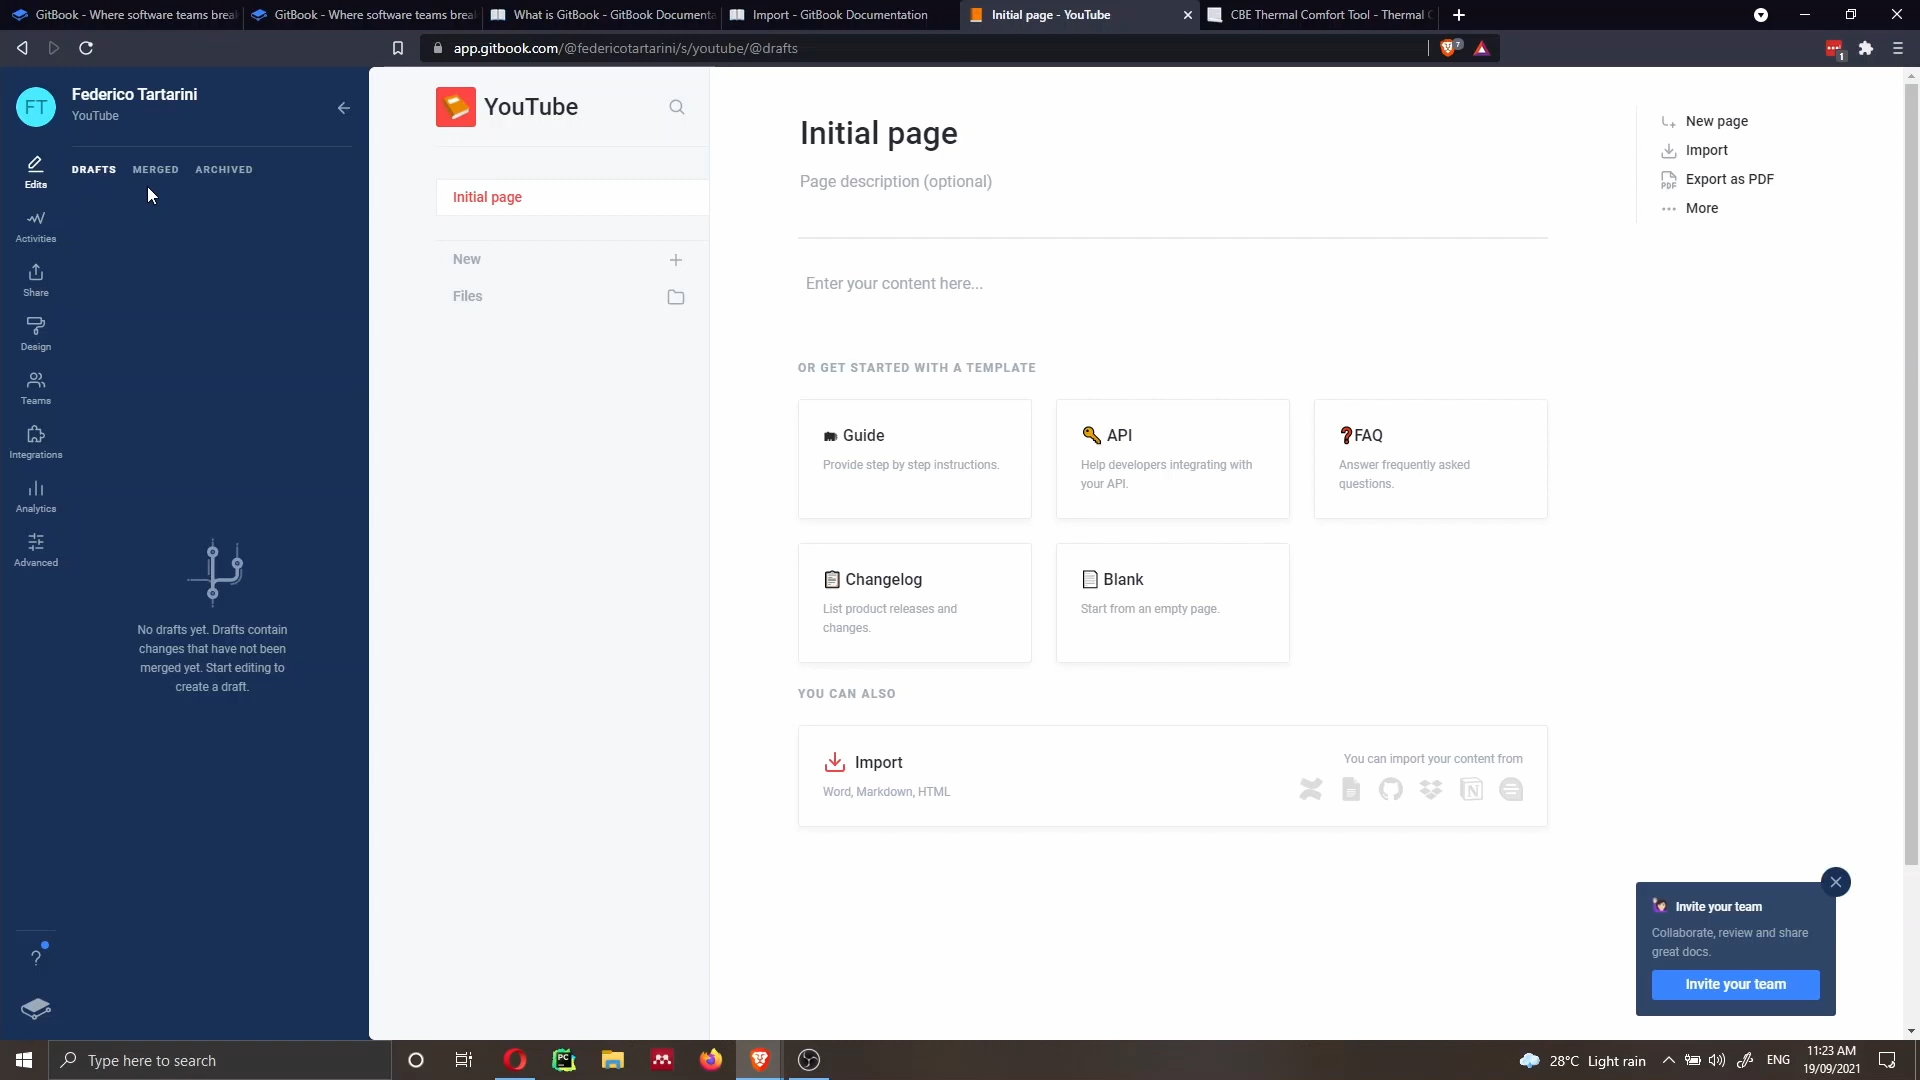 GitBook - Where software teams brea
GitBook - Where software teams brea
What is GitBook - GitBook Documenta
Import - GitBook Documentation
Initial page - YouTube
CBE Thermal Comfort Tool - Thermal C
app.gitbook.com/@federicotartarini/s/youtube/@drafts
7
1
FT
Federico Tartarini
YouTube
Edits
DRAFTS MERGED ARCHIVED
Activities
Share
Design
Teams
Integrations
Analytics
Advanced
No drafts yet. Drafts contain
changes that have not been
merged yet. Start editing to
create a draft.
?
YouTube
Initial page
New
Files
Initial page
Page description (optional)
Enter your content here...
OR GET STARTED WITH A TEMPLATE
Guide
Provide step by step instructions.
API
Help developers integrating with
your API.
FAQ
Answer frequently asked
questions.
Changelog
List product releases and
changes.
Blank
Start from an empty page.
YOU CAN ALSO
Import
Word, Markdown, HTML
You can import your content from
New page
Import
PDF Export as PDF
More
Invite your team
Collaborate, review and share
great docs.
Invite your team
Type here to search
PC
28°C Light rain
ENG
11:23 AM
19/09/2021